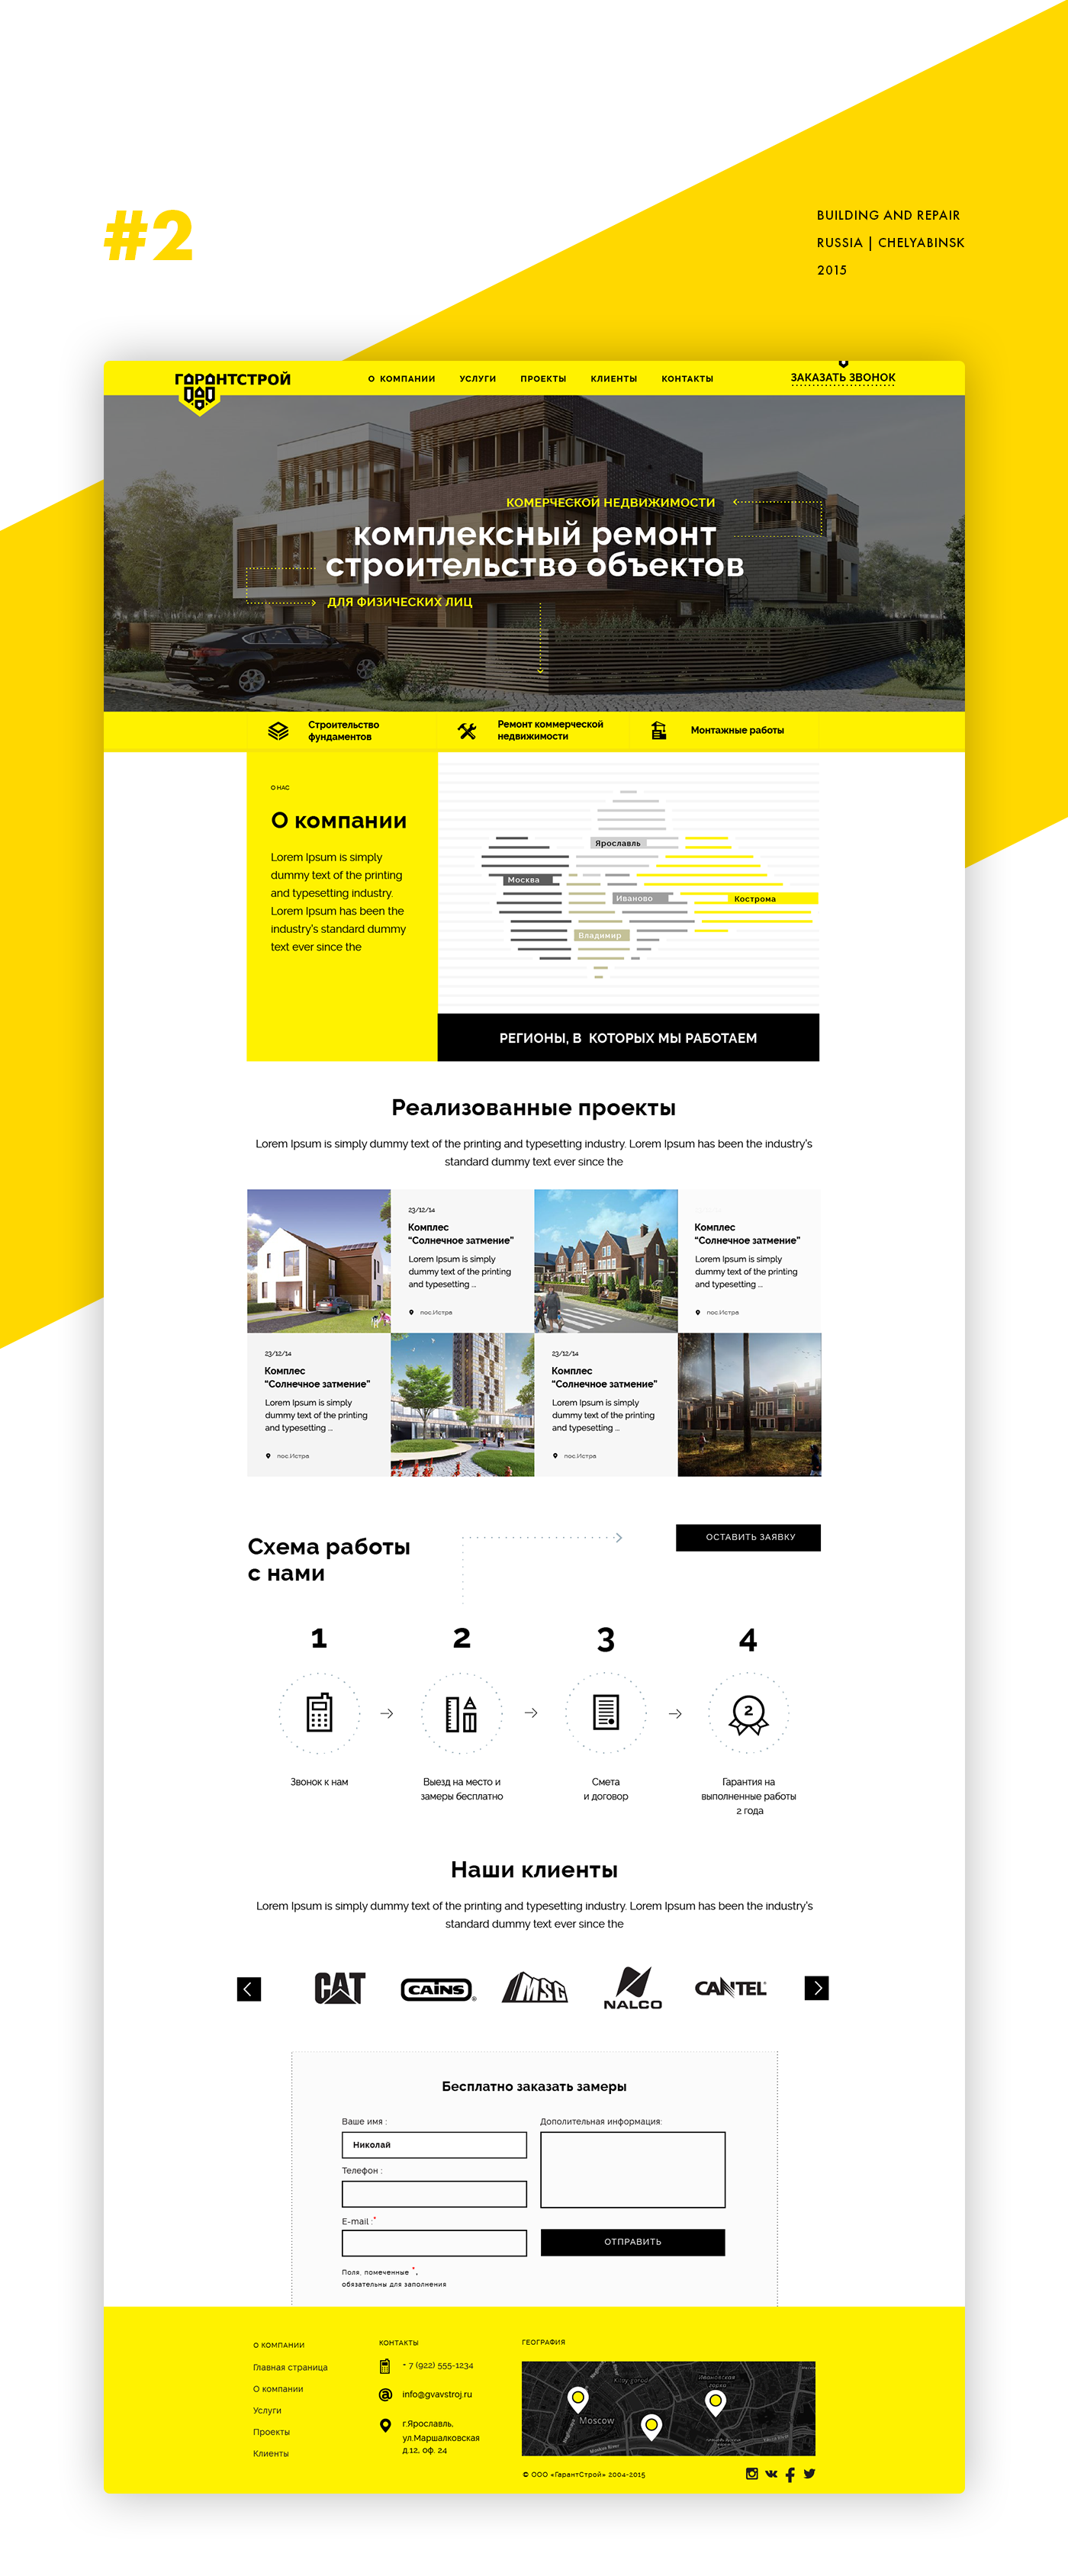 #2
BUILDING AND REPAIR
RUSSIA | CHELYABINSK
2015
ГАРАНТСТРОЙ
О КОМПАНИИ
УСЛУГИ
ПРОЕКТЫ
КЛИЕНТЫ
КОНТАКТЫ
ЗАКАЗАТЬ ЗВОНОК
КОМЕРЧЕСКОЙ НЕДВИЖИМОСТИ
комплексный ремонт
строительство объектов
ДЛЯ ФИЗИЧЕСКИХ ЛИЦ
Строительство
фундаментов
Ремонт коммерческой
недвижимости
Монтажные работы
О НАС
О компании
Lorem Ipsum is simply
dummy text of the printing
and typesetting industry.
Lorem Ipsum has been the
industry's standard dummy
text ever since the
Ярославль
Москва
Иваново
Кострома
Владимир
РЕГИОНЫ, В КОТОРЫХ МЫ РАБОТАЕМ
Реализованные проекты
Lorem Ipsum is simply dummy text of the printing and typesetting industry. Lorem Ipsum has been the industry's
standard dummy text ever since the
23/12/14
Комплес
“Солнечное затмение”
Lorem Ipsum is simply
dummy text of the printing
and typesetting ...
пос.Истра
Комплес
“Солнечное затмение”
Lorem Ipsum is simply
dummy text of the printing
and typesetting ...
пос.Истра
23/12/14
Комплес
“Солнечное затмение”
Lorem Ipsum is simply
dummy text of the printing
and typesetting ...
пос.Истра
23/12/14
Комплес
“Солнечное затмение”
Lorem Ipsum is simply
dummy text of the printing
and typesetting ...
пос.Истра
Схема работы
с нами
ОСТАВИТЬ ЗАЯВКУ
1
2
3
4
2
Звонок к нам
Выезд на место и
замеры бесплатно
Смета
и договор
Гарантия на
выполненные работы
2 года
Наши клиенты
Lorem Ipsum is simply dummy text of the printing and typesetting industry. Lorem Ipsum has been the industry's
standard dummy text ever since the
CAT
CAINS®
MSC
NALCO
CANTEL
Бесплатно заказать замеры
Ваше имя :
Николай
Телефон :
E-mail :*
Поля, помеченные *,
обязательны для заполнения
Дополительная информация:
ОТПРАВИТЬ
О КОМПАНИИ
Главная страница
О компании
Услуги
Проекты
Клиенты
КОНТАКТЫ
+ 7 (922) 555-1234
info@gvavstroj.ru
г.Ярославль,
ул.Маршалковская
д.12, оф. 24
ГЕОГРАФИЯ
Kitay gorod
Ивановская
горка
Moscow
© ООО «ГарантСтрой» 2004-2015